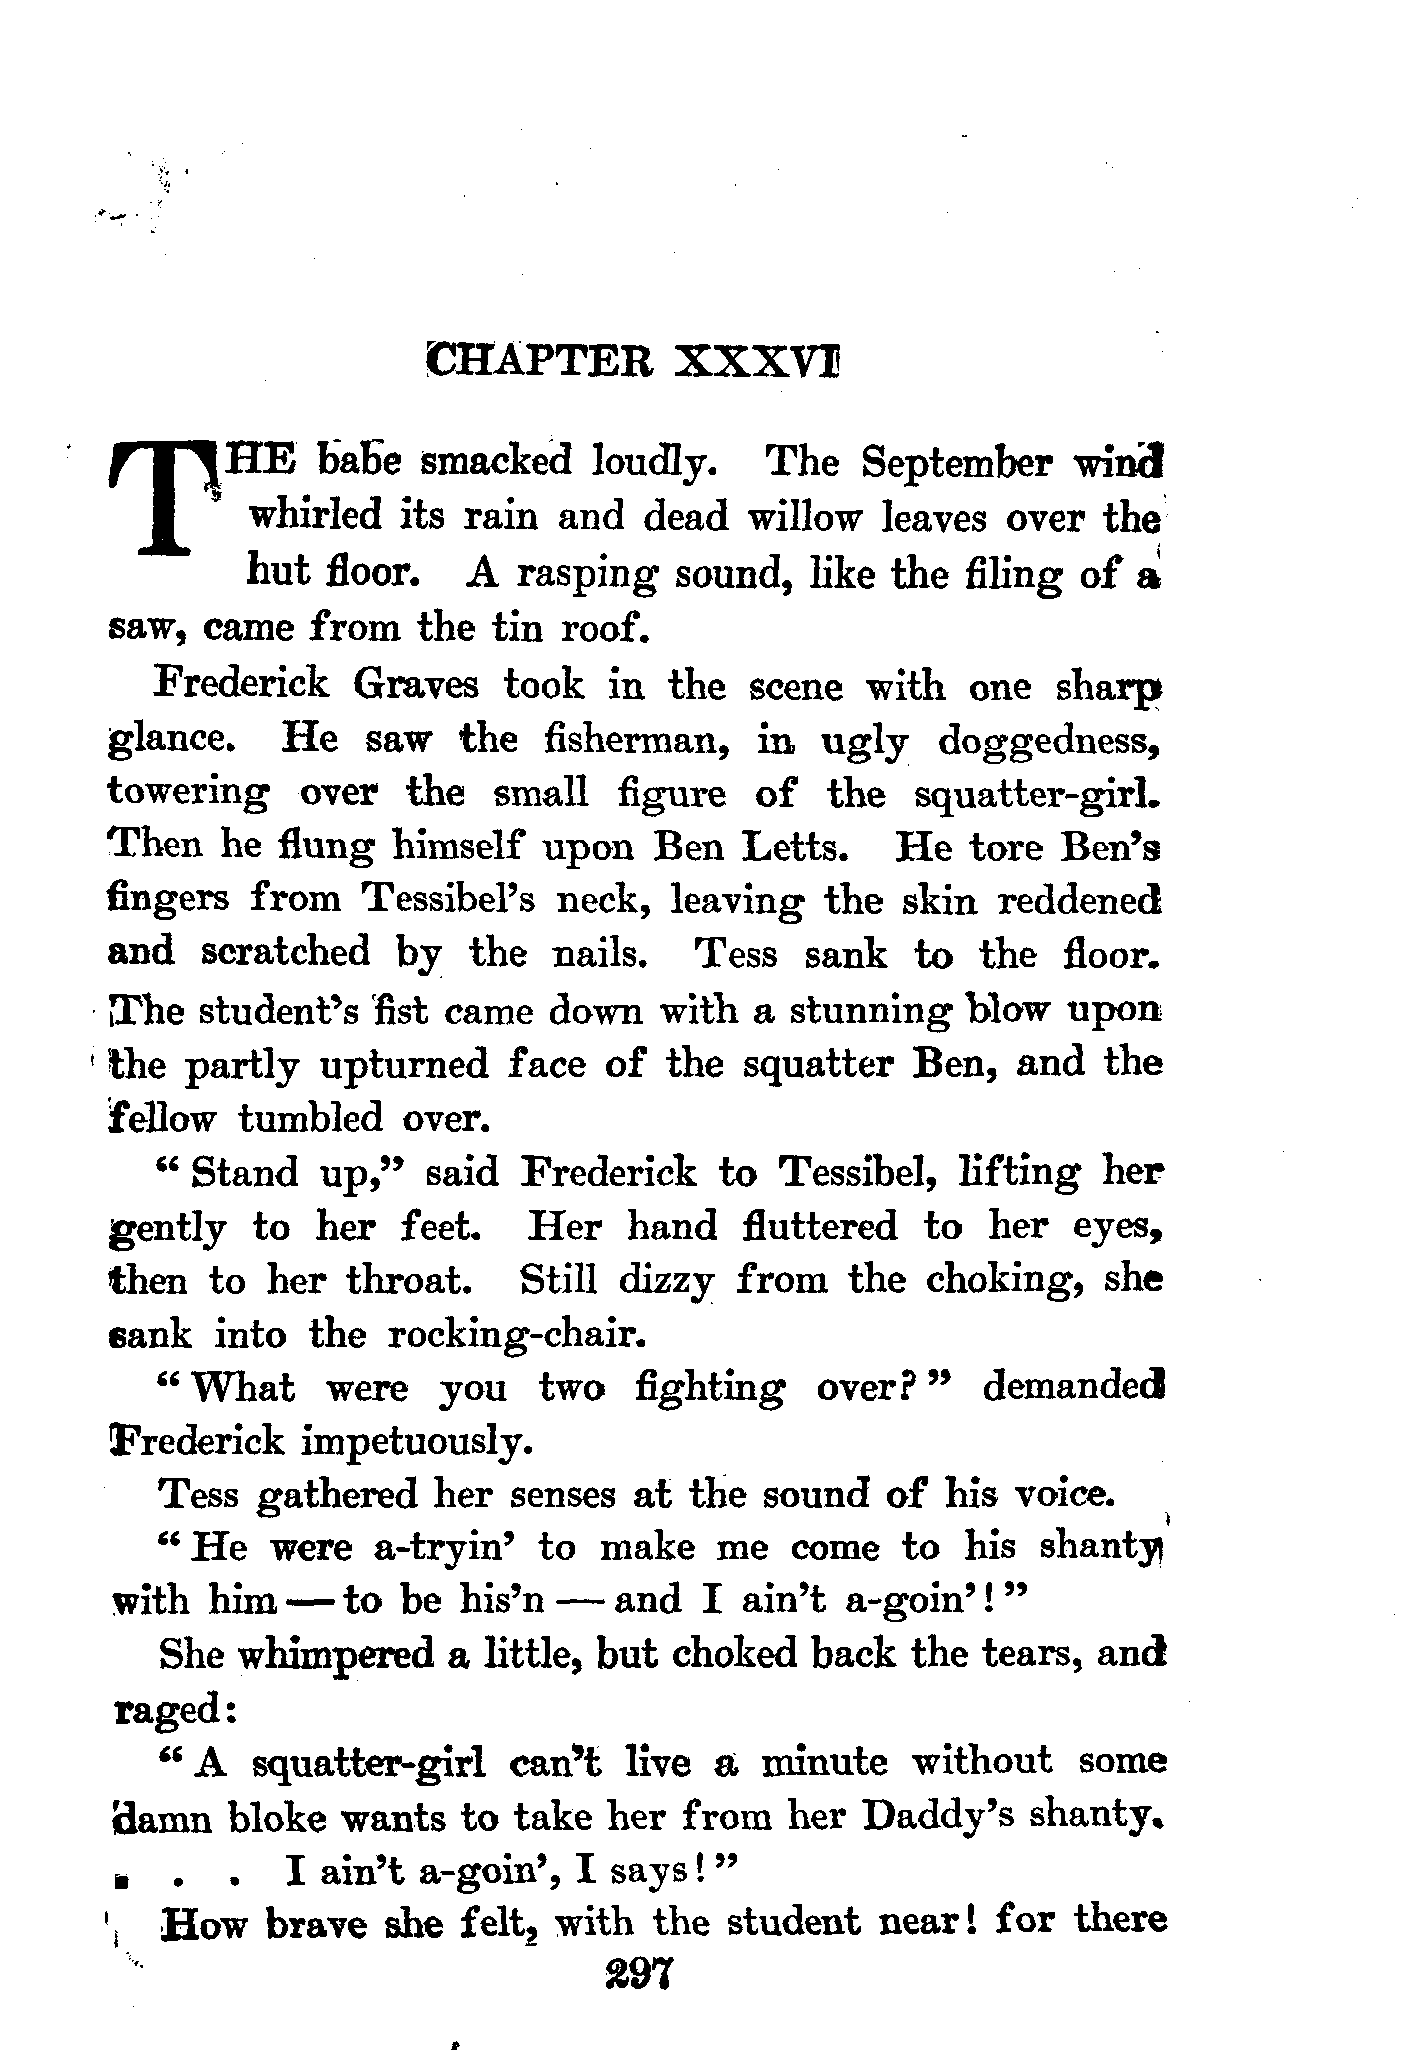 CHAPTER XXXVI
THE babe smacked loudly. The September wind
whirled its rain and dead willow leaves over the
hut floor. A rasping sound, like the filing of a
saw, came from the tin roof.
Frederick Graves took in the scene with one sharp
glance. He saw the fisherman, in ugly doggedness,
towering over the small figure of the squatter-girl.
Then he flung himself upon Ben Letts. He tore Ben's
fingers from Tessibel's neck, leaving the skin reddened
and scratched by the nails. Tess sank to the floor.
The student's fist came down with a stunning blow upon
the partly upturned face of the squatter Ben, and the
fellow tumbled over.
“ Stand up,” said Frederick to Tessibel, lifting her
gently to her feet. Her hand fluttered to her eyes,
then to her throat. Still dizzy from the choking, she
sank into the rocking-chair.
“ What were you two fighting over? ” demanded
Frederick impetuously.
Tess gathered her senses at the sound of his voice.
“ He were a-tryin’ to make me come to his shanty
with him — to be his’n — and I ain’t a-goin’! ”
She whimpered a little, but choked back the tears, and
raged:
“ A squatter-girl can’t live a minute without some
damn bloke wants to take her from her Daddy’s shanty.
. . . I ain’t a-goin’, I says! ”
How brave she felt, with the student near! for there
297